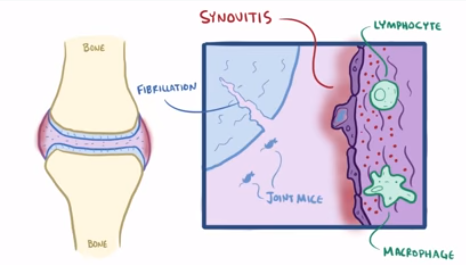 SYNOVITIS
LYMPHOCYTE
BONE
FIBRILLATION
JOINT MICE
BONE
MACROPHAGE